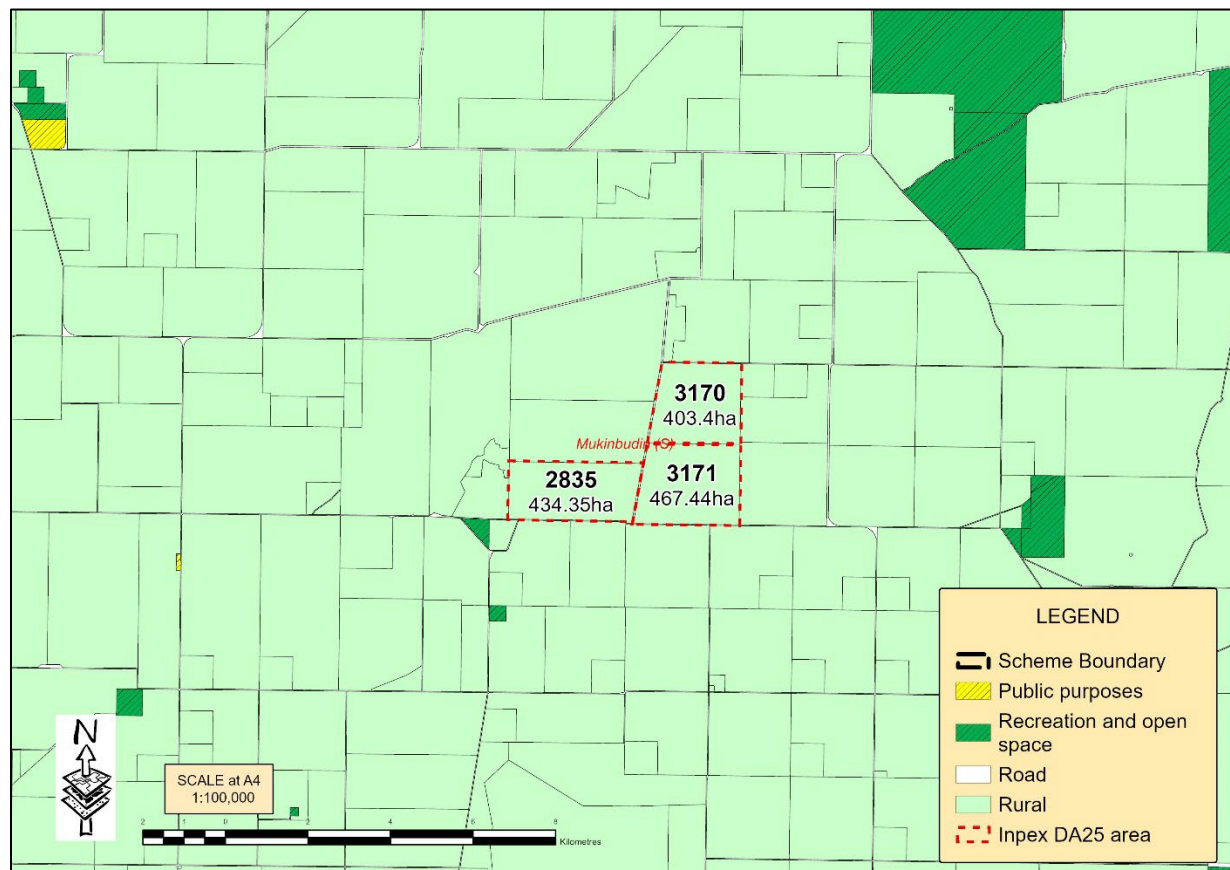 3170
403.4ha
Mukinbudin (S)
3171
467.44ha
2835
434.35ha
N
SCALE at A4
1:100,000
2 1 0 2 4 6 8
Kilometres
LEGEND
Scheme Boundary
Public purposes
Recreation and open
space
Road
Rural
Inpex DA25 area